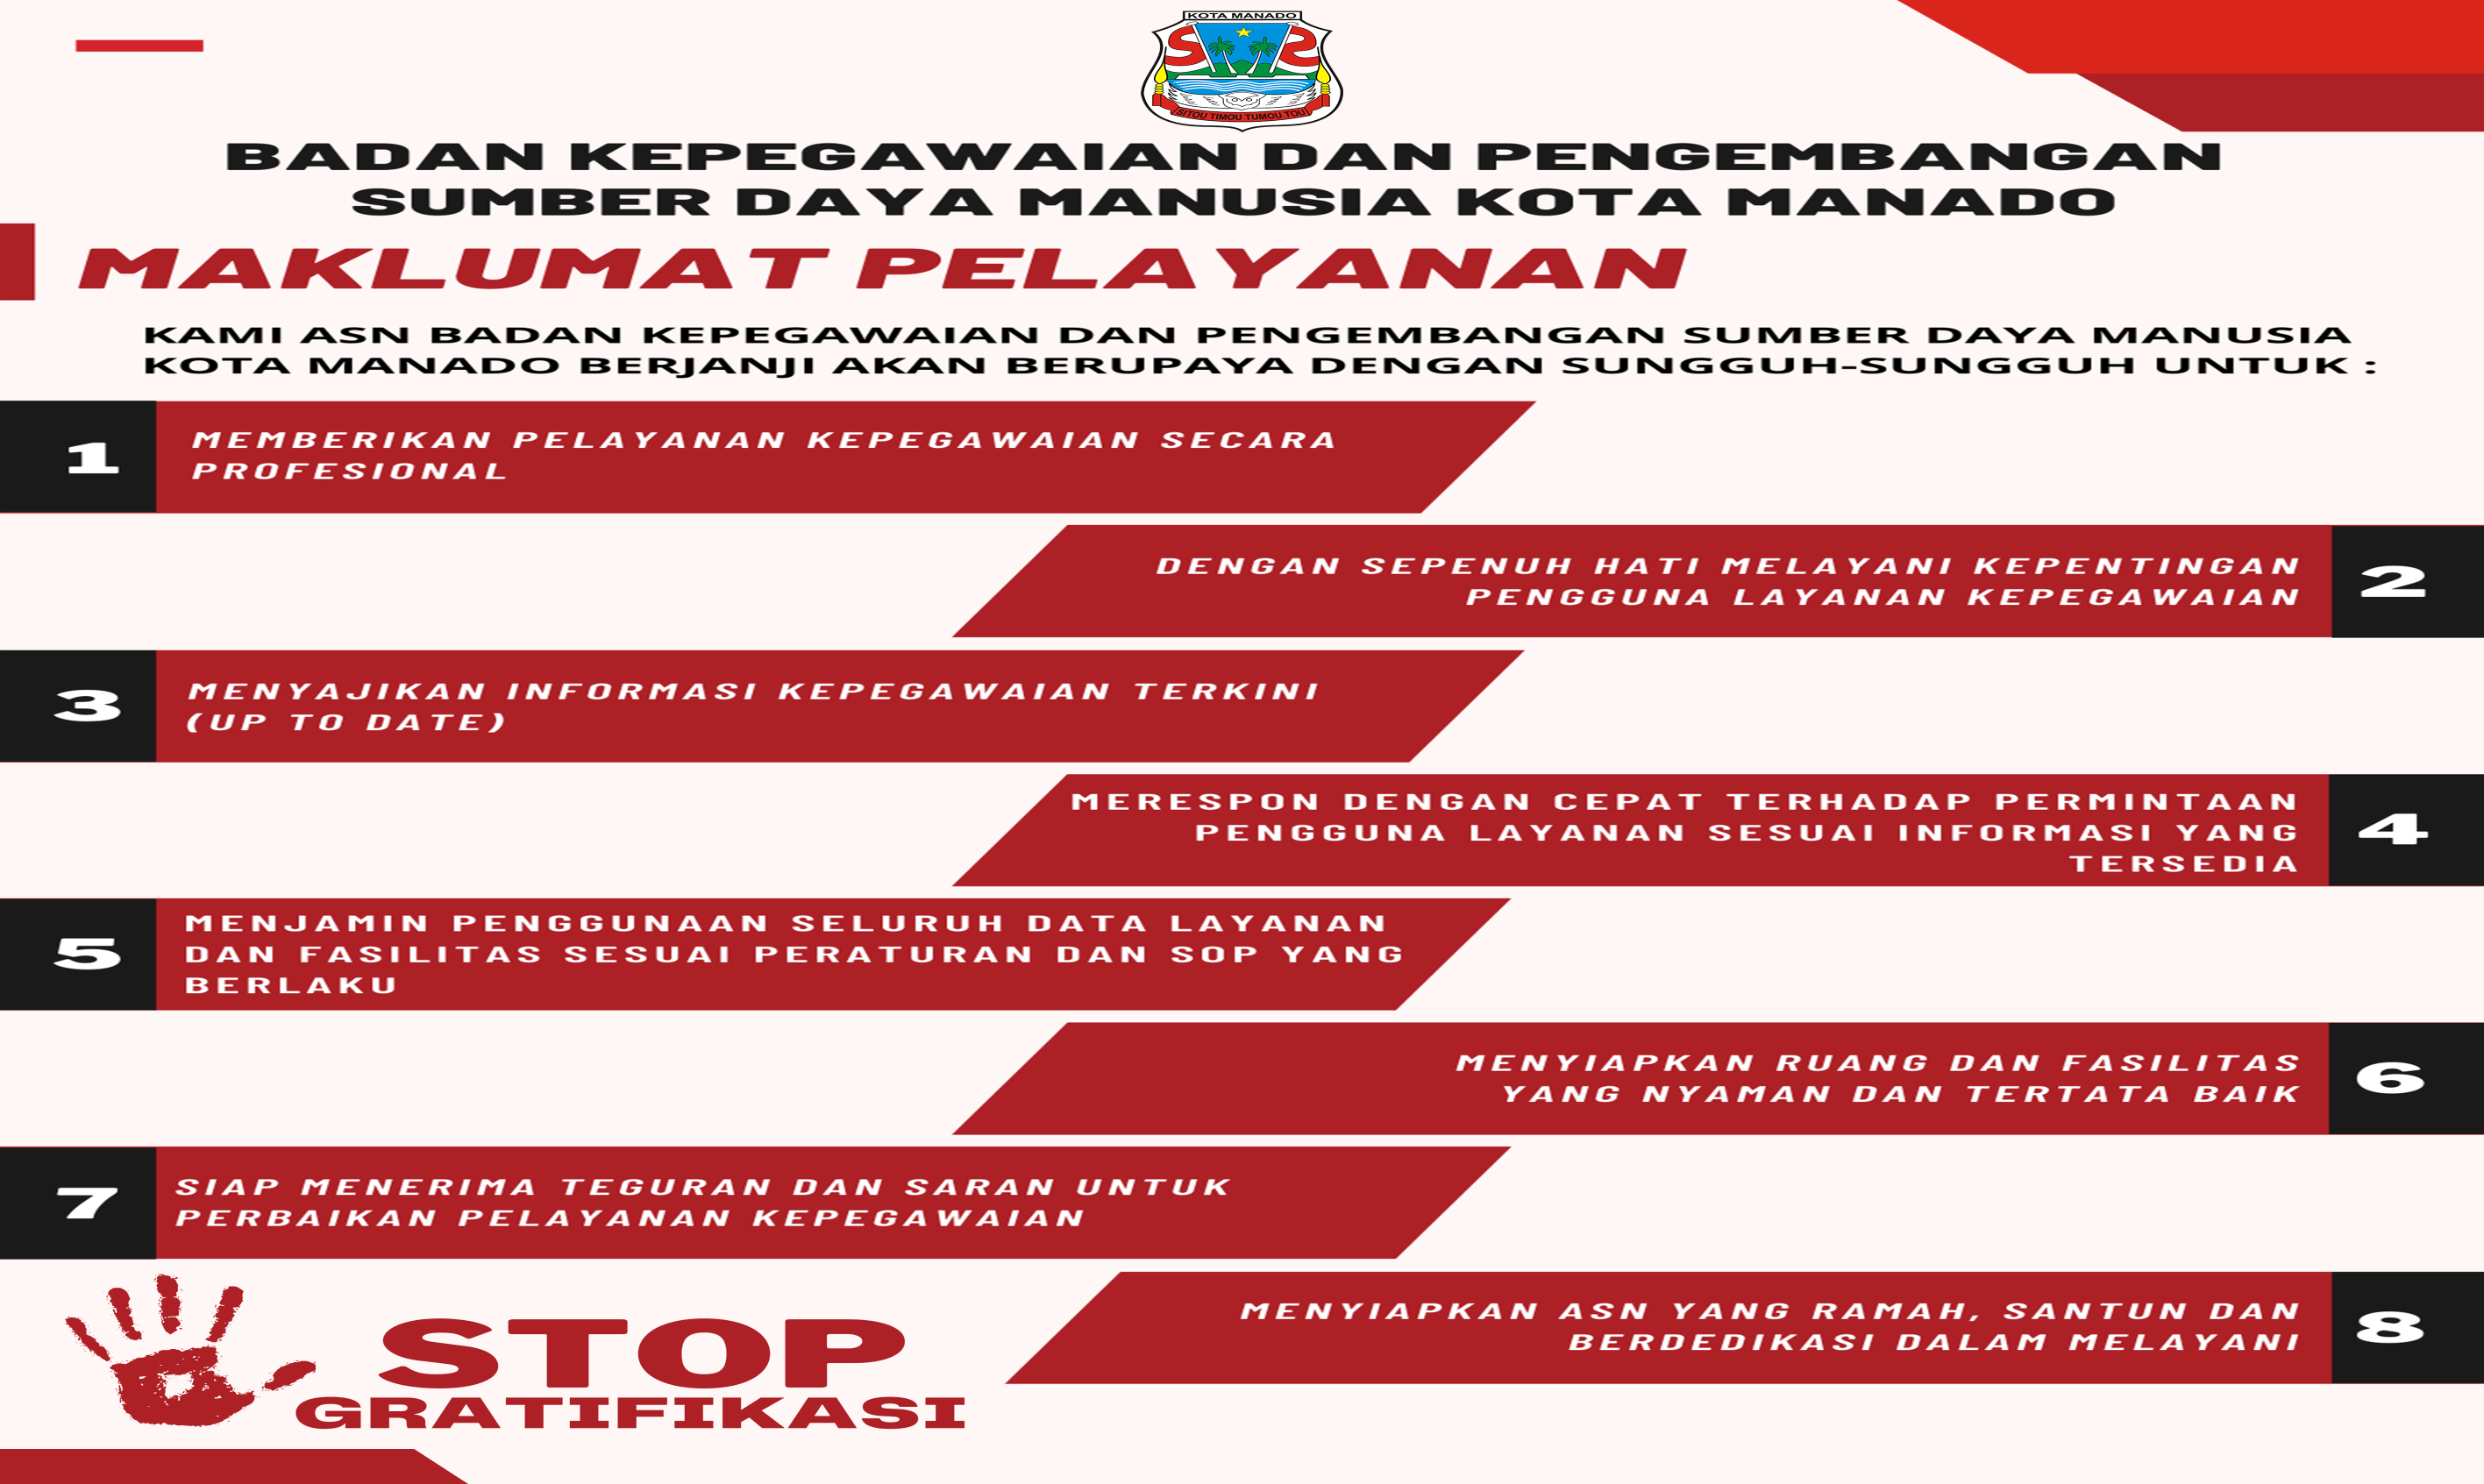 KOTA MANADO
SITOU TIMOU TUMOU TOU
BADAN KEPEGAWAIAN DAN PENGEMBANGAN
SUMBER DAYA MANUSIA KOTA MANADO
MAKLUMAT PELAYANAN
KAMI ASN BADAN KEPEGAWAIAN DAN PENGEMBANGAN SUMBER DAYA MANUSIA
KOTA MANADO BERJANJI AKAN BERUPAYA DENGAN SUNGGUH-SUNGGUH UNTUK :
1
MEMBERIKAN PELAYANAN KEPEGAWAIAN SECARA
PROFESIONAL
2
DENGAN SEPENUH HATI MELAYANI KEPENTINGAN
PENGGUNA LAYANAN KEPEGAWAIAN
3
MENYAJIKAN INFORMASI KEPEGAWAIAN TERKINI
(UP TO DATE)
4
MERESPON DENGAN CEPAT TERHADAP PERMINTAAN
PENGGUNA LAYANAN SESUAI INFORMASI YANG
TERSEDIA
5
MENJAMIN PENGGUNAAN SELURUH DATA LAYANAN
DAN FASILITAS SESUAI PERATURAN DAN SOP YANG
BERLAKU
6
MENYIAPKAN RUANG DAN FASILITAS
YANG NYAMAN DAN TERTATA BAIK
7
SIAP MENERIMA TEGURAN DAN SARAN UNTUK
PERBAIKAN PELAYANAN KEPEGAWAIAN
8
MENYIAPKAN ASN YANG RAMAH, SANTUN DAN
BERDEDIKASI DALAM MELAYANI
STOP
GRATIFIKASI